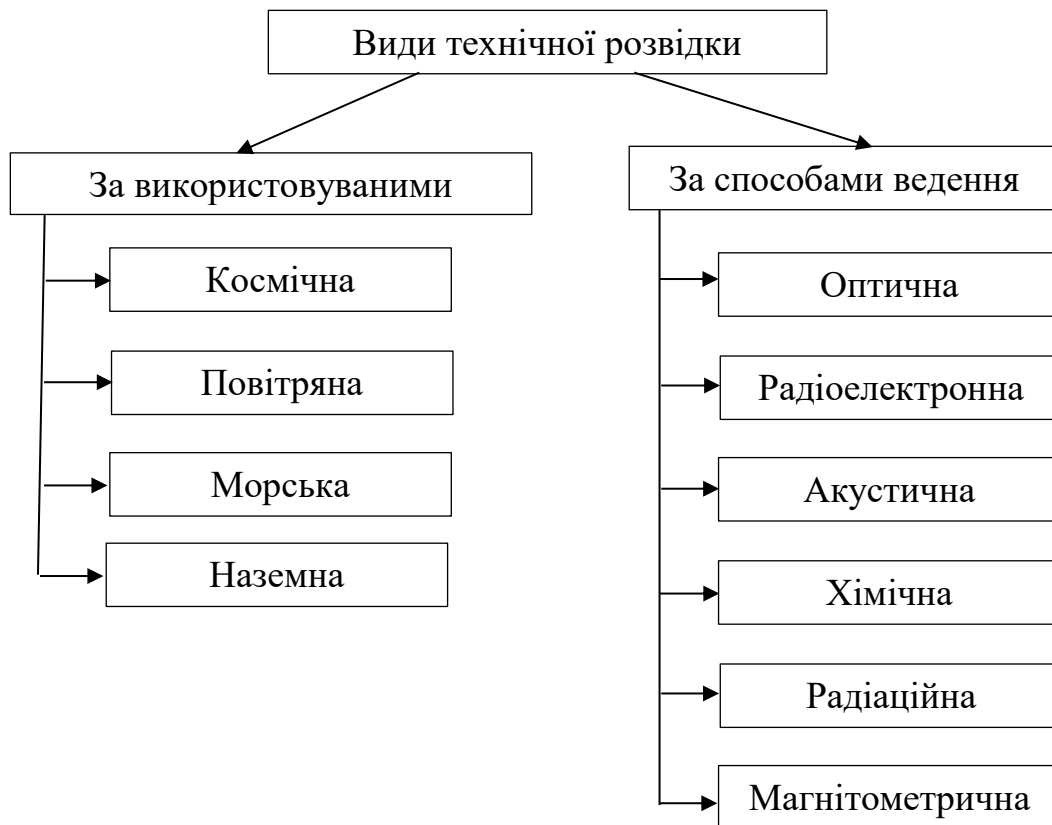 Види технічної розвідки
За використовуваними
Космічна
Повітряна
Морська
Наземна
За способами ведення
Оптична
Радіоелектронна
Акустична
Хімічна
Радіаційна
Магнітометрична